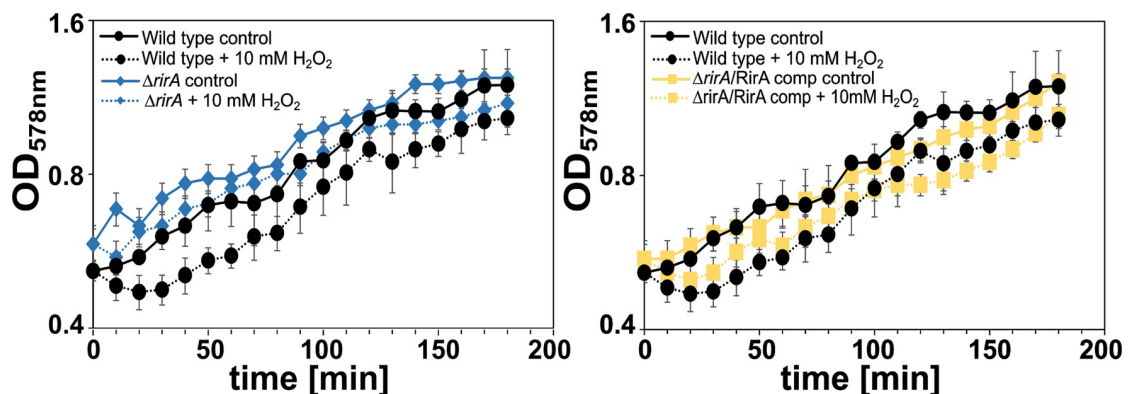 1.6
0.8
0.4
OD578nm
Wild type control
Wild type + 10 mM H2O2
ΔrirA control
ΔrirA + 10 mM H2O2
0 50 100 150 200
time [min]
1.6
0.8
0.4
OD578nm
Wild type control
Wild type + 10 mM H2O2
ΔrirA/RirA comp control
ΔrirA/RirA comp + 10mM H2O2
0 50 100 150 200
time [min]